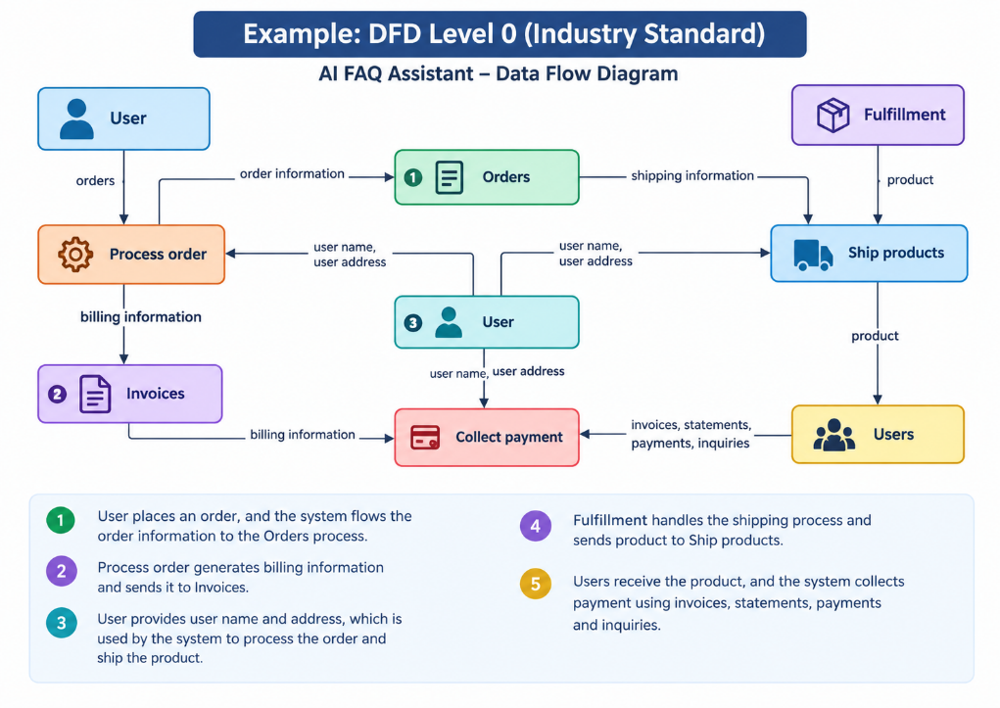 Example: DFD Level 0 (Industry Standard)
AI FAQ Assistant – Data Flow Diagram
User
Fulfillment
orders
order information
1
Orders
shipping information
product
Process order
user name,
user address
user name,
user address
Ship products
billing information
3
User
product
user name, user address
2
Invoices
billing information
Collect payment
invoices, statements,
payments, inquiries
Users
1
User places an order, and the system flows the
order information to the Orders process.
2
Process order generates billing information
and sends it to Invoices.
3
User provides user name and address, which is
used by the system to process the order and
ship the product.
4
Fulfillment handles the shipping process and
sends product to Ship products.
5
Users receive the product, and the system collects
payment using invoices, statements, payments
and inquiries.